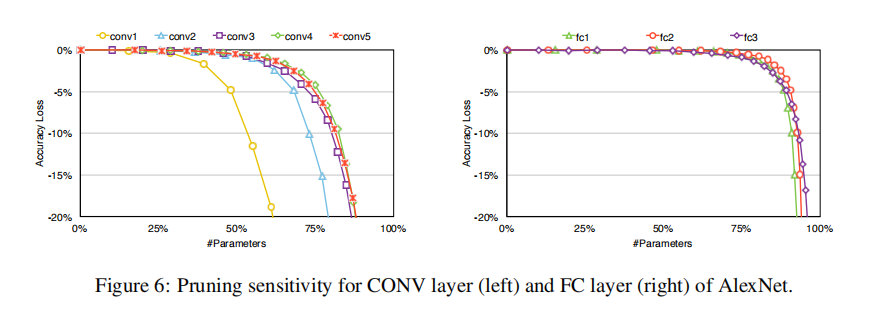 conv1 conv2 conv3 conv4 conv5
0%
-5%
-10%
-15%
-20%
Accuracy Loss
0% 25% 50% 75% 100%
#Parameters
fc1 fc2 fc3
0%
-5%
-10%
-15%
-20%
Accuracy Loss
0% 25% 50% 75% 100%
#Parameters
Figure 6: Pruning sensitivity for CONV layer (left) and FC layer (right) of AlexNet.